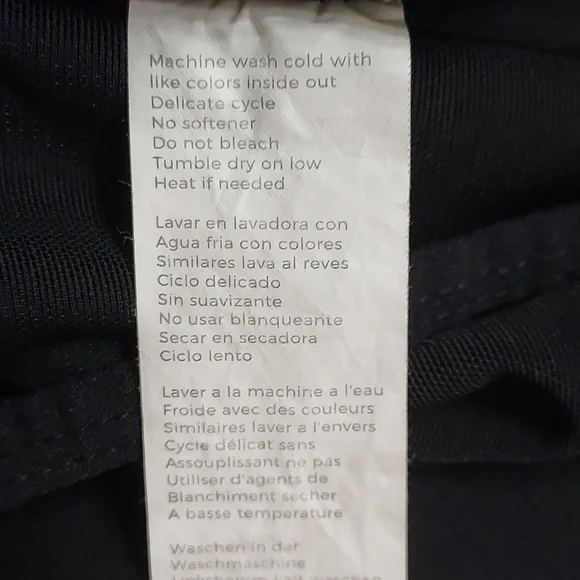 Machine wash cold with
like colors inside out
Delicate cycle
No softener
Do not bleach
Tumble dry on low
Heat if needed
Lavar en lavadora con
Agua fria con colores
Similares lava al reves
Ciclo delicado
Sin suavizante
No usar blanqueante
Secar en secadora
Ciclo lento
Laver a la machine a l'eau
Froide avec des couleurs
Similaires laver a l'envers
Cycle délicat sans
Assouplissant ne pas
Utiliser d'agents de
Blanchiment secher
A basse temperature
Waschen in der
Waschmaschine